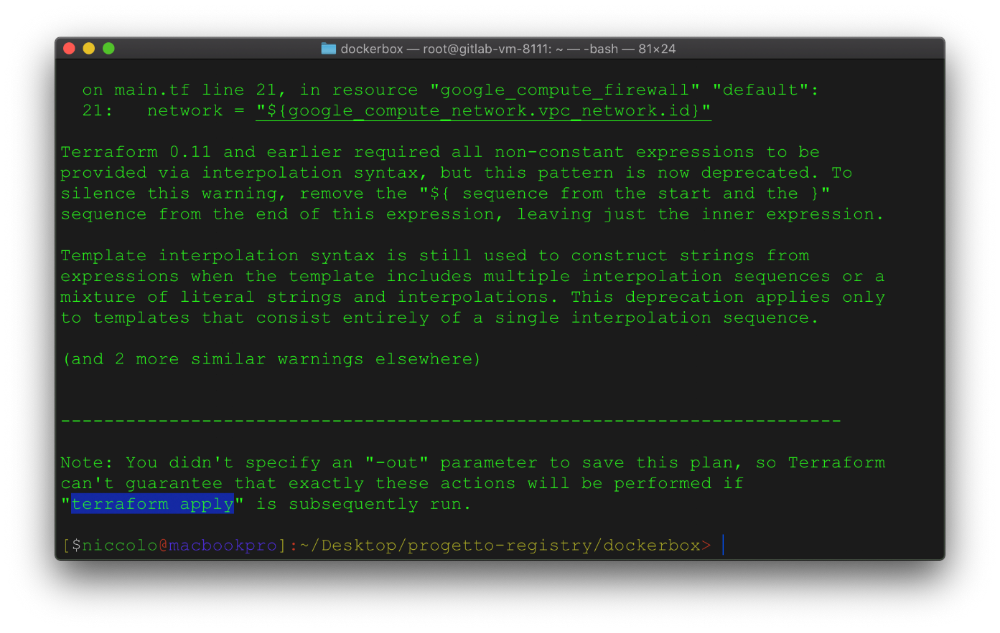 dockerbox — root@gitlab-vm-8111: ~ — -bash — 81×24
on main.tf line 21, in resource "google_compute_firewall" "default":
21:   network = "${google_compute_network.vpc_network.id}"
Terraform 0.11 and earlier required all non-constant expressions to be
provided via interpolation syntax, but this pattern is now deprecated. To
silence this warning, remove the "${ sequence from the start and the }"
sequence from the end of this expression, leaving just the inner expression.
Template interpolation syntax is still used to construct strings from
expressions when the template includes multiple interpolation sequences or a
mixture of literal strings and interpolations. This deprecation applies only
to templates that consist entirely of a single interpolation sequence.
(and 2 more similar warnings elsewhere)
------------------------------------------------------------------------
Note: You didn't specify an "-out" parameter to save this plan, so Terraform
can't guarantee that exactly these actions will be performed if
"terraform apply" is subsequently run.
[$niccolo@macbookpro]:~/Desktop/progetto-registry/dockerbox>